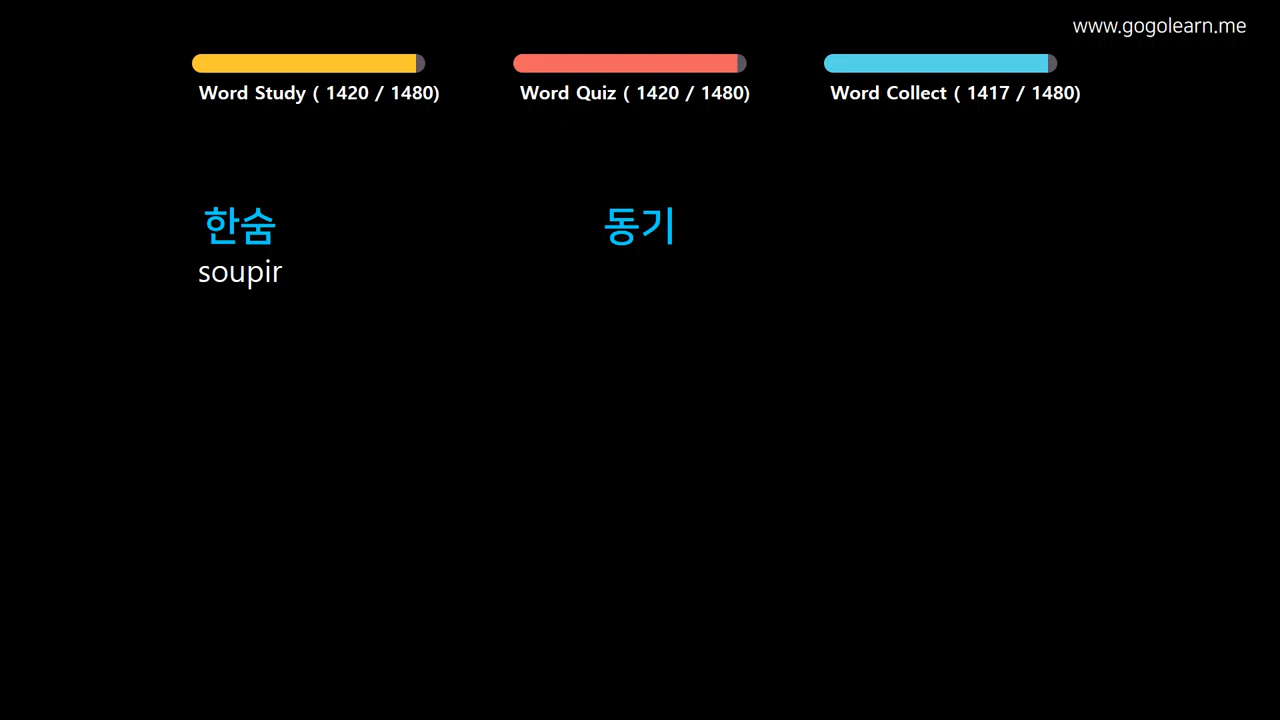 www.gogolearn.me
Word Study ( 1420 / 1480)
Word Quiz ( 1420 / 1480)
Word Collect ( 1417 / 1480)
한숨
동기
soupir